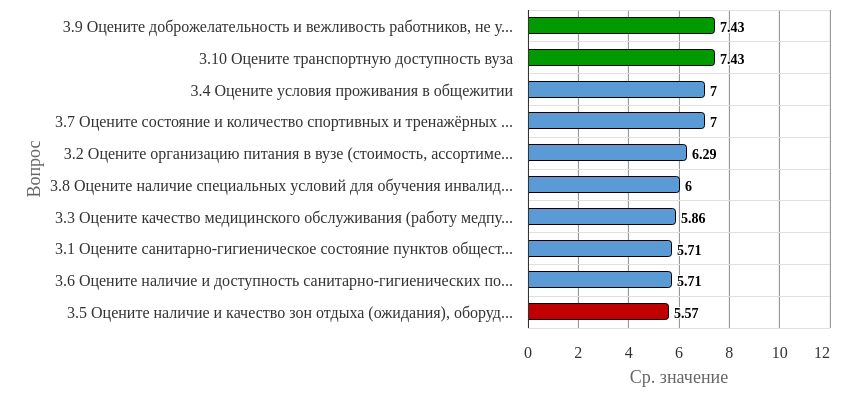 3.9 Оцените доброжелательность и вежливость работников, не у... 7.43
3.10 Оцените транспортную доступность вуза 7.43
3.4 Оцените условия проживания в общежитии 7
3.7 Оцените состояние и количество спортивных и тренажёрных ... 7
3.2 Оцените организацию питания в вузе (стоимость, ассортиме... 6.29
3.8 Оцените наличие специальных условий для обучения инвалид... 6
3.3 Оцените качество медицинского обслуживания (работу медпу... 5.86
3.1 Оцените санитарно-гигиеническое состояние пунктов общест... 5.71
3.6 Оцените наличие и доступность санитарно-гигиенических по... 5.71
3.5 Оцените наличие и качество зон отдыха (ожидания), оборуд... 5.57
Вопрос
0 2 4 6 8 10 12
Ср. значение